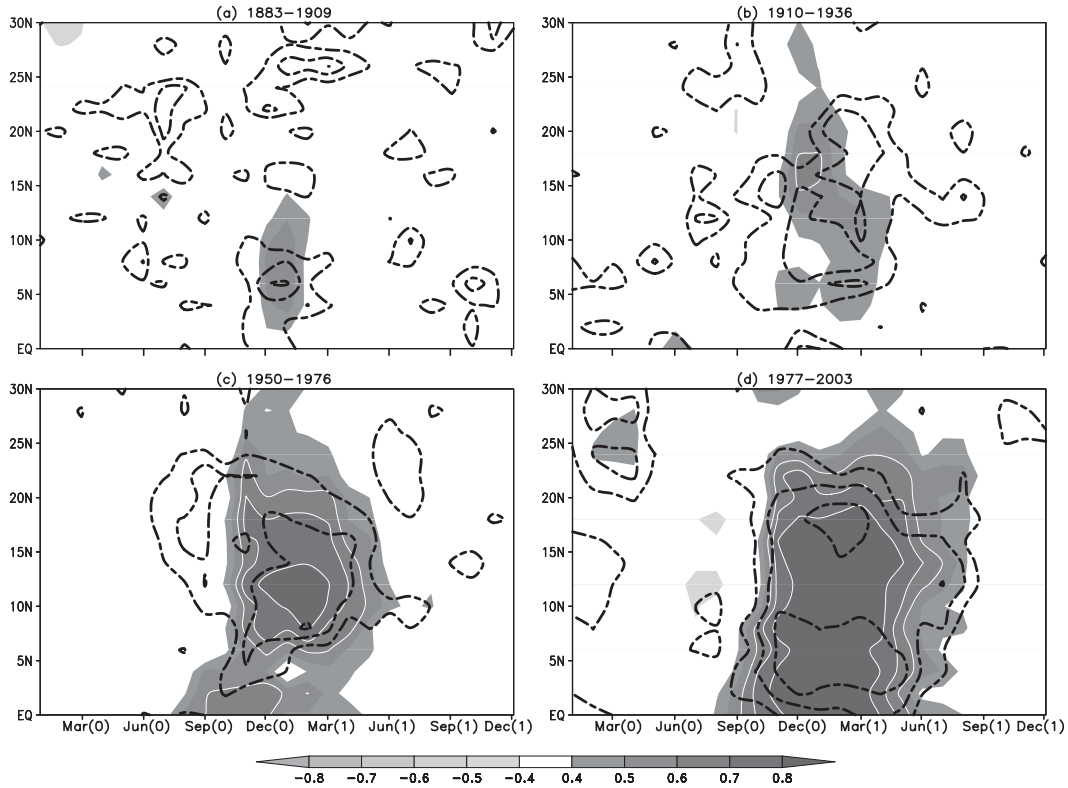 (a) 1883−1909
(b) 1910−1936
30N
25N
20N
15N
10N
5N
EQ
30N
25N
20N
15N
10N
5N
EQ
(c) 1950−1976
(d) 1977−2003
30N
25N
20N
15N
10N
5N
EQ
30N
25N
20N
15N
10N
5N
EQ
Mar(0) Jun(0) Sep(0) Dec(0) Mar(1) Jun(1) Sep(1) Dec(1)
Mar(0) Jun(0) Sep(0) Dec(0) Mar(1) Jun(1) Sep(1) Dec(1)
−0.8 −0.7 −0.6 −0.5 −0.4 0.4 0.5 0.6 0.7 0.8